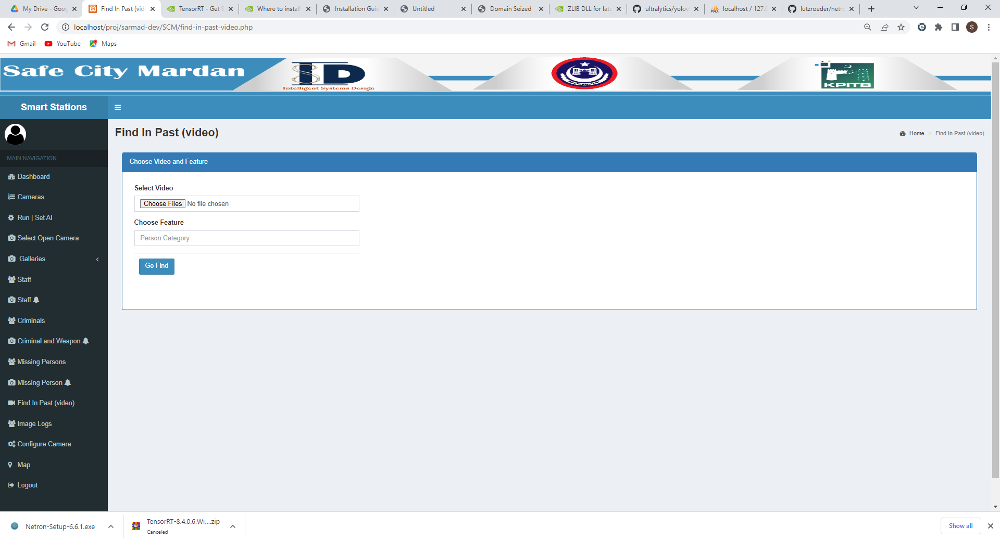 My Drive - Goog
Find In Past (vide
TensorRT - Get S
Where to install
Installation Guid
Untitled
Domain Seized
ZLIB DLL for late
ultralytics/yolov
localhost / 127.0
lutzroeder/netro
localhost/proj/sarmad-dev/SCM/find-in-past-video.php
S
Gmail
YouTube
Maps
Safe City Mardan
ISD
Intelligent Systems Design
KPITB
Smart Stations
Find In Past (video)
Home > Find In Past (video)
MAIN NAVIGATION
Dashboard
Cameras
Run | Set AI
Select Open Camera
Galleries
Staff
Staff
Criminals
Criminal and Weapon
Missing Persons
Missing Person
Find In Past (video)
Image Logs
Configure Camera
Map
Logout
Choose Video and Feature
Select Video
Choose Files No file chosen
Choose Feature
Person Category
Go Find
Netron-Setup-6.6.1.exe
TensorRT-8.4.0.6.Wi....zip
Canceled
Show all